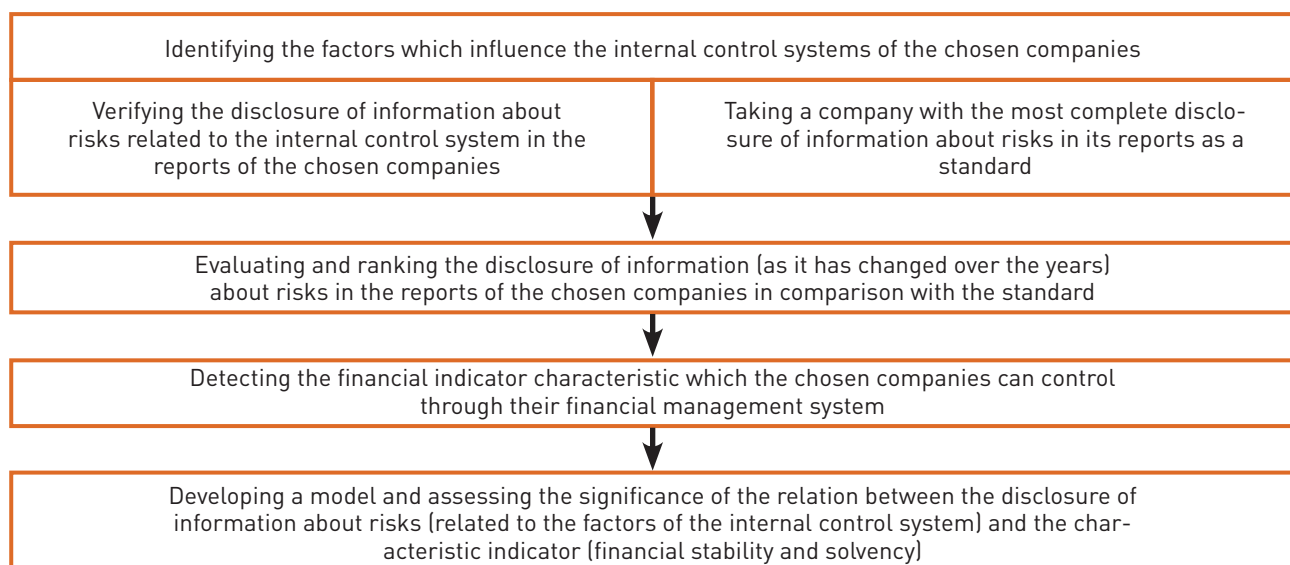 Identifying the factors which influence the internal control systems of the chosen companies
Verifying the disclosure of information about
risks related to the internal control system in the
reports of the chosen companies
Taking a company with the most complete disclo-
sure of information about risks in its reports as a
standard
Evaluating and ranking the disclosure of information (as it has changed over the years)
about risks in the reports of the chosen companies in comparison with the standard
Detecting the financial indicator characteristic which the chosen companies can control
through their financial management system
Developing a model and assessing the significance of the relation between the disclosure of
information about risks (related to the factors of the internal control system) and the char-
acteristic indicator (financial stability and solvency)